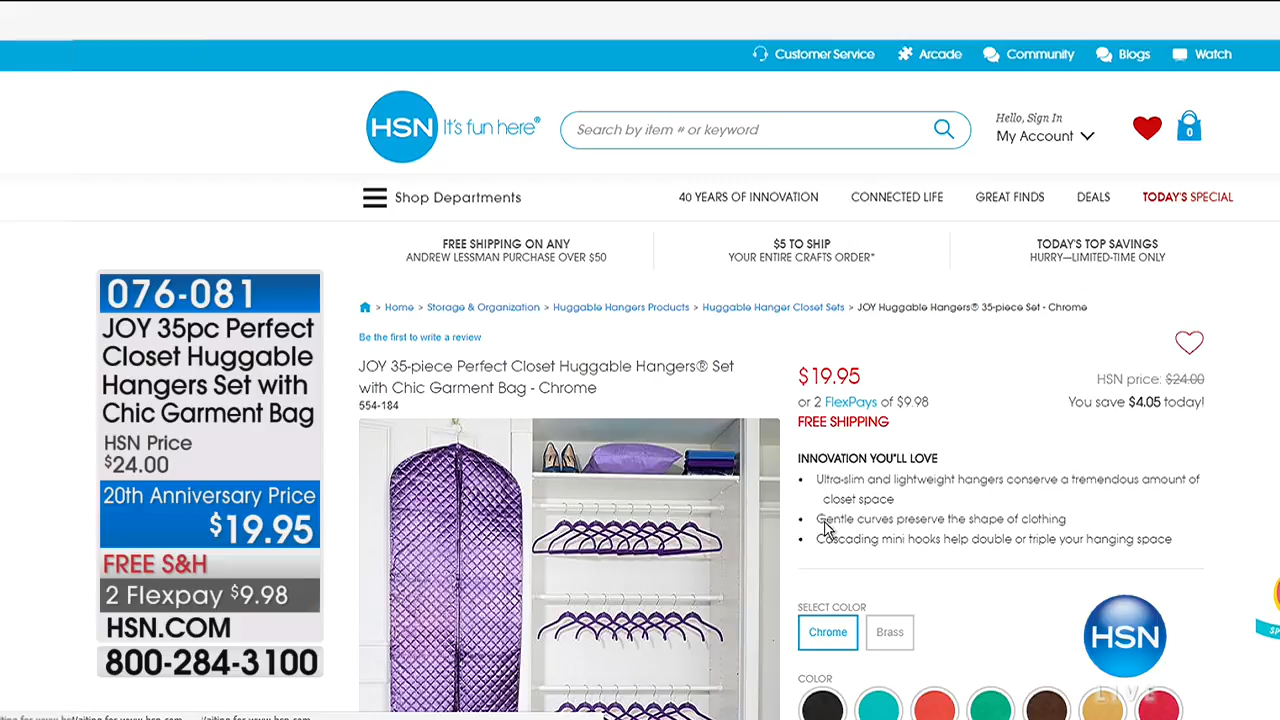 Customer Service
Arcade
Community
Blogs
Watch
HSN It's fun here®
Search by item # or keyword
Hello, Sign In
My Account
0
Shop Departments
40 YEARS OF INNOVATION
CONNECTED LIFE
GREAT FINDS
DEALS
TODAY'S SPECIAL
FREE SHIPPING ON ANY
ANDREW LESSMAN PURCHASE OVER $50
$5 TO SHIP
YOUR ENTIRE CRAFTS ORDER*
TODAY'S TOP SAVINGS
HURRY—LIMITED-TIME ONLY
076-081
JOY 35pc Perfect
Closet Huggable
Hangers Set with
Chic Garment Bag
HSN Price
$24.00
20th Anniversary Price
$19.95
FREE S&H
2 Flexpay $9.98
HSN.COM
800-284-3100
Home > Storage & Organization > Huggable Hangers Products > Huggable Hanger Closet Sets > JOY Huggable Hangers® 35-piece Set - Chrome
Be the first to write a review
JOY 35-piece Perfect Closet Huggable Hangers® Set
with Chic Garment Bag - Chrome
554-184
$19.95
HSN price: $24.00
or 2 FlexPays of $9.98
You save $4.05 today!
FREE SHIPPING
INNOVATION YOU'LL LOVE
• Ultra-slim and lightweight hangers conserve a tremendous amount of
closet space
• Gentle curves preserve the shape of clothing
• Cascading mini hooks help double or triple your hanging space
SELECT COLOR
Chrome
Brass
COLOR
HSN
LIVE